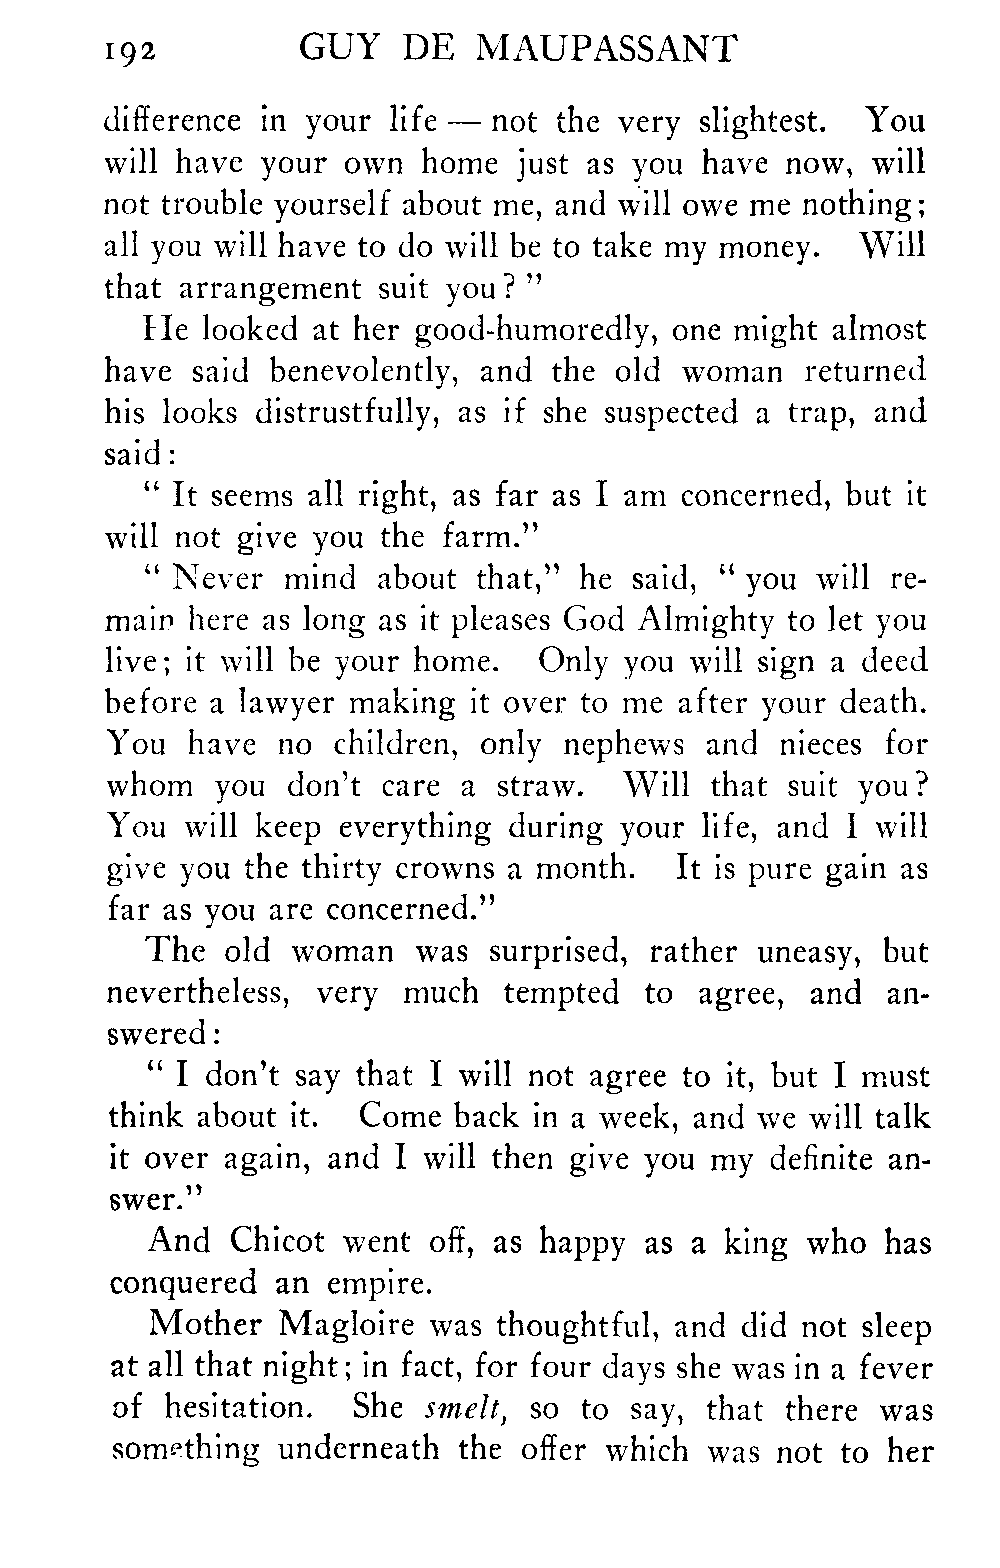 192 GUY DE MAUPASSANT
difference in your life — not the very slightest. You
will have your own home just as you have now, will
not trouble yourself about me, and will owe me nothing;
all you will have to do will be to take my money. Will
that arrangement suit you?"
He looked at her good-humoredly, one might almost
have said benevolently, and the old woman returned
his looks distrustfully, as if she suspected a trap, and
said:
"It seems all right, as far as I am concerned, but it
will not give you the farm."
"Never mind about that," he said, "you will re-
main here as long as it pleases God Almighty to let you
live; it will be your home. Only you will sign a deed
before a lawyer making it over to me after your death.
You have no children, only nephews and nieces for
whom you don't care a straw. Will that suit you?
You will keep everything during your life, and I will
give you the thirty crowns a month. It is pure gain as
far as you are concerned."
The old woman was surprised, rather uneasy, but
nevertheless, very much tempted to agree, and an-
swered:
"I don't say that I will not agree to it, but I must
think about it. Come back in a week, and we will talk
it over again, and I will then give you my definite an-
swer."
And Chicot went off, as happy as a king who has
conquered an empire.
Mother Magloire was thoughtful, and did not sleep
at all that night; in fact, for four days she was in a fever
of hesitation. She smelt, so to say, that there was
something underneath the offer which was not to her